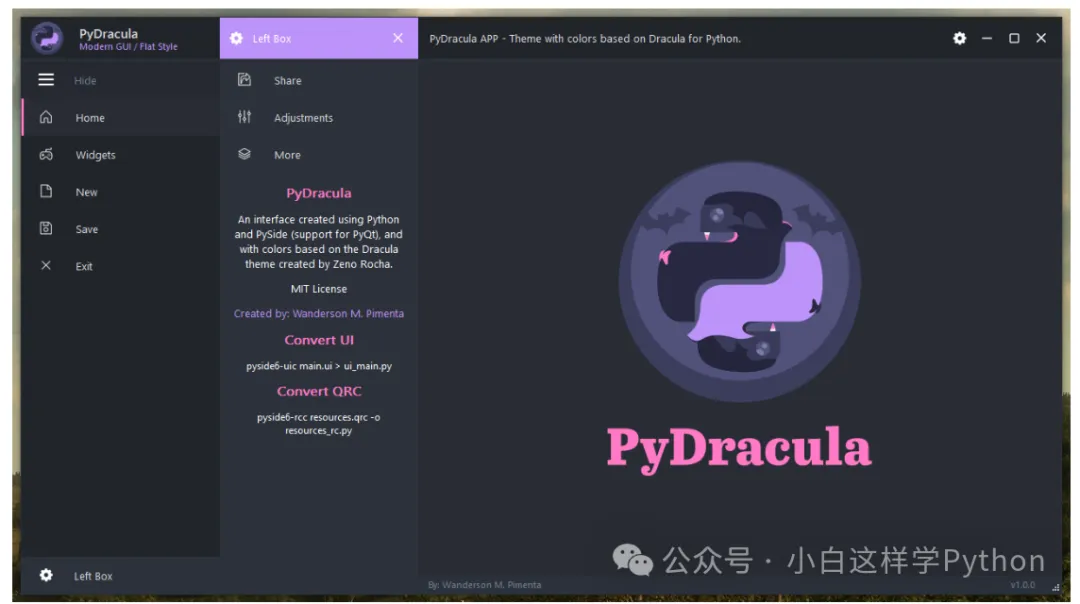 PyDracula
Modern GUI / Flat Style
Hide
Home
Widgets
New
Save
Exit
Left Box
Left Box
Share
Adjustments
More
PyDracula
An interface created using Python
and PySide (support for PyQt), and
with colors based on the Dracula
theme created by Zeno Rocha.
MIT License
Created by: Wanderson M. Pimenta
Convert UI
pyside6-uic main.ui > ui_main.py
Convert QRC
pyside6-rcc resources.qrc -o
resources_rc.py
PyDracula APP - Theme with colors based on Dracula for Python.
PyDracula
公众号 · 小白这样学Python
By: Wanderson M. Pimenta
v1.0.0